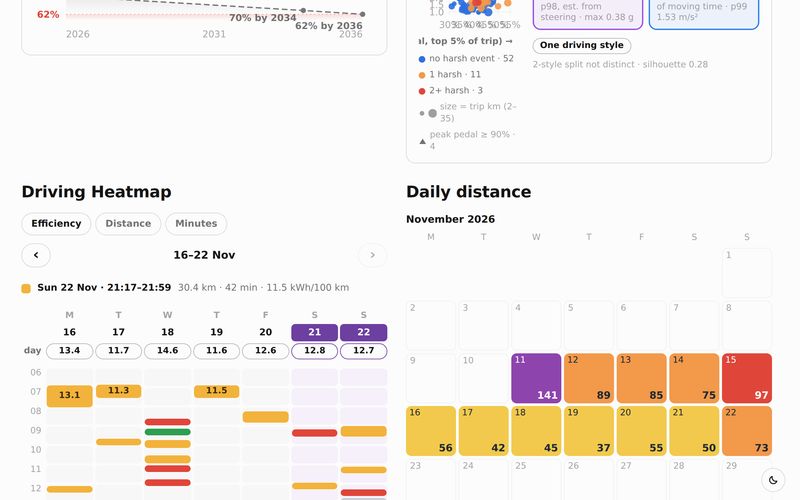 62%
70% by 2034
62% by 2036
2026
2031
2036
1.0
al, top 5% of trip) →
no harsh event · 52
1 harsh · 11
2+ harsh · 3
size = trip km (2–
35)
peak pedal ≥ 90% ·
4
p98, est. from
steering · max 0.38 g
of moving time · p99
1.53 m/s²
One driving style
2-style split not distinct · silhouette 0.28
Driving Heatmap
Efficiency
Distance
Minutes
‹
16–22 Nov
›
Sun 22 Nov · 21:17–21:59 30.4 km · 42 min · 11.5 kWh/100 km
M T W T F S S
16 17 18 19 20 21 22
day 13.4 11.7 14.6 11.6 12.6 12.8 12.7
06
07 13.1 11.3 11.5
08
09
10
11
12
Daily distance
November 2026
M T W T F S S
1
2 3 4 5 6 7 8
9 10 11 12 13 14 15
141 89 85 75 97
16 17 18 19 20 21 22
56 42 45 37 55 50 73
23 24 25 26 27 28 29